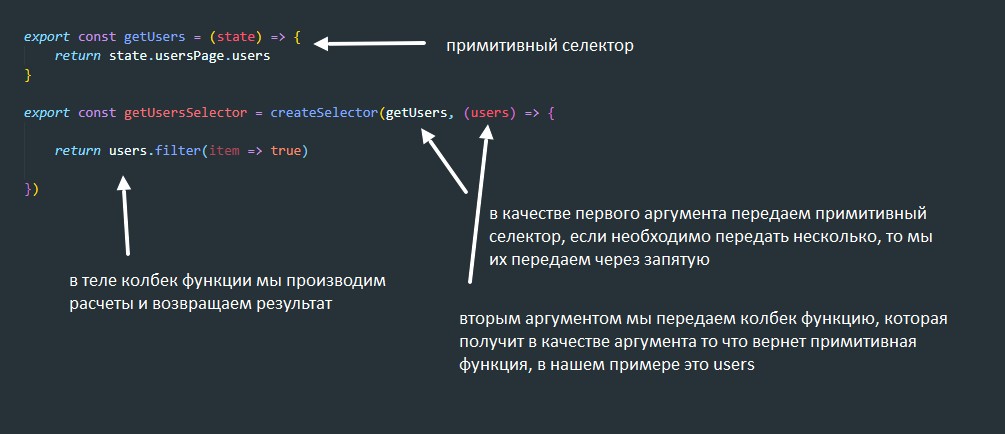 export const getUsers = (state) => {
return state.usersPage.users
}
примитивный селектор
export const getUsersSelector = createSelector(getUsers, (users) => {
return users.filter(item => true)
})
в качестве первого аргумента передаем примитивный
селектор, если необходимо передать несколько, то мы
их передаем через запятую
в теле колбек функции мы производим
расчеты и возвращаем результат
вторым аргументом мы передаем колбек функцию, которая
получит в качестве аргумента то что вернет примитивная
функция, в нашем примере это users